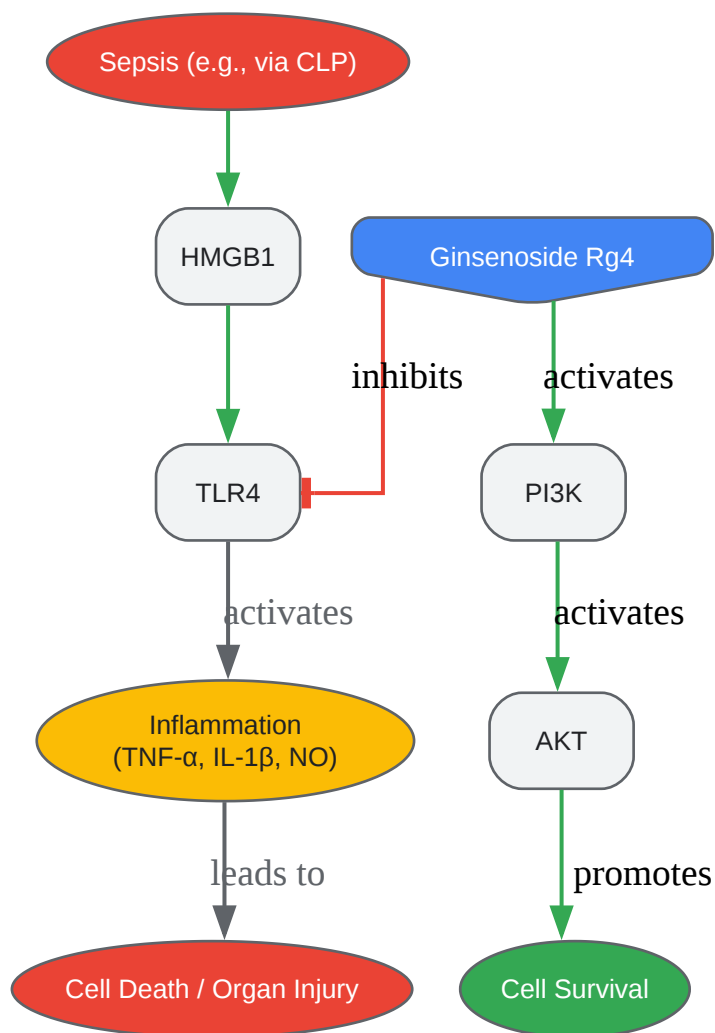 Sepsis (e.g., via CLP)
HMGB1
Ginsenoside Rg4
inhibits
activates
TLR4
PI3K
activates
activates
Inflammation
(TNF-α, IL-1β, NO)
AKT
leads to
promotes
Cell Death / Organ Injury
Cell Survival